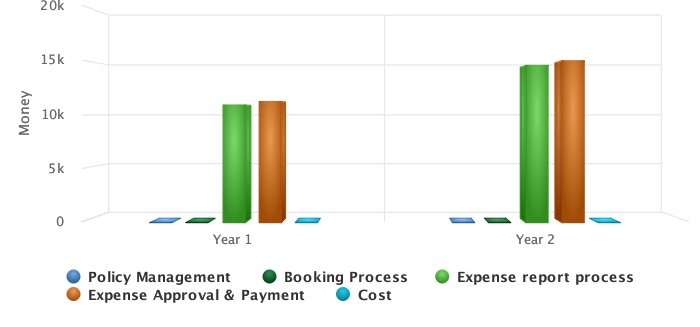 20k
15k
10k
5k
0
Money
Year 1
Year 2
Policy Management
Booking Process
Expense report process
Expense Approval & Payment
Cost